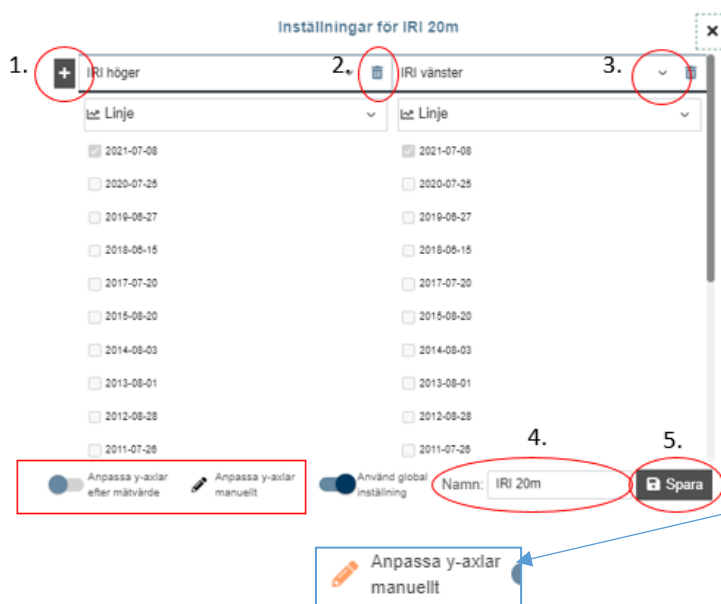 Inställningar för IRI 20m
1.
IRI höger
2.
IRI vänster
3.
Linje
Linje
2021-07-08
2021-07-08
2020-07-25
2020-07-25
2019-06-27
2019-06-27
2018-06-15
2018-06-15
2017-07-20
2017-07-20
2015-08-20
2015-08-20
2014-08-03
2014-08-03
2013-08-01
2013-08-01
2012-08-28
2012-08-28
2011-07-26
2011-07-26
4.
5.
Anpassa y-axlar
efter mätvärde
Anpassa y-axlar
manuellt
Använd global
inställning
Namn:
IRI 20m
Spara
Anpassa y-axlar
manuellt